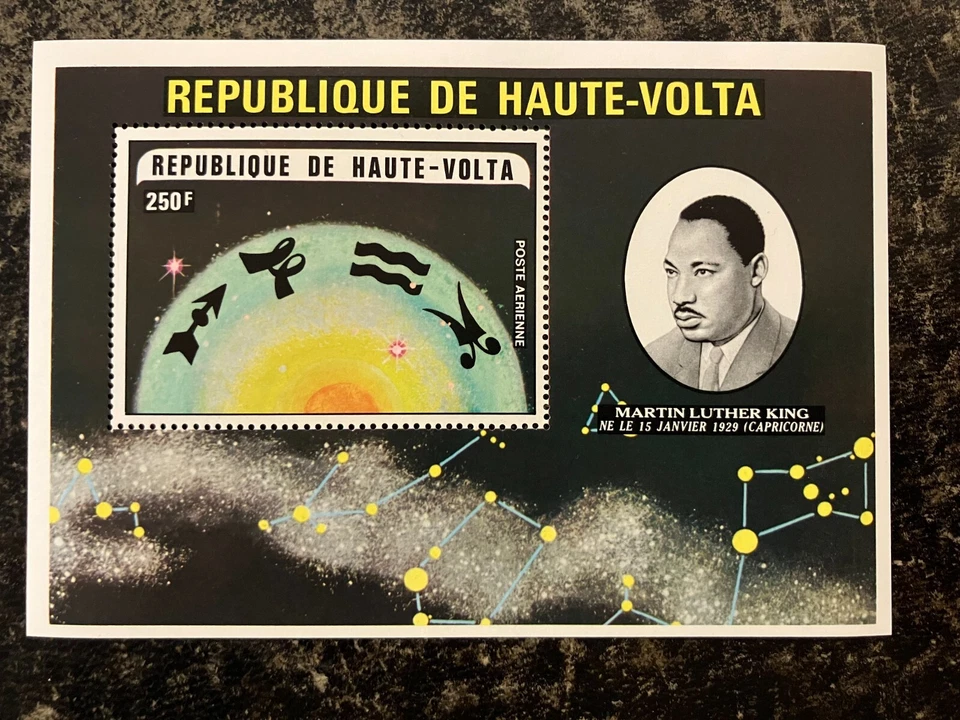 REPUBLIQUE DE HAUTE-VOLTA
REPUBLIQUE DE HAUTE-VOLTA
250F
POSTE AERIENNE
MARTIN LUTHER KING
NE LE 15 JANVIER 1929 (CAPRICORNE)